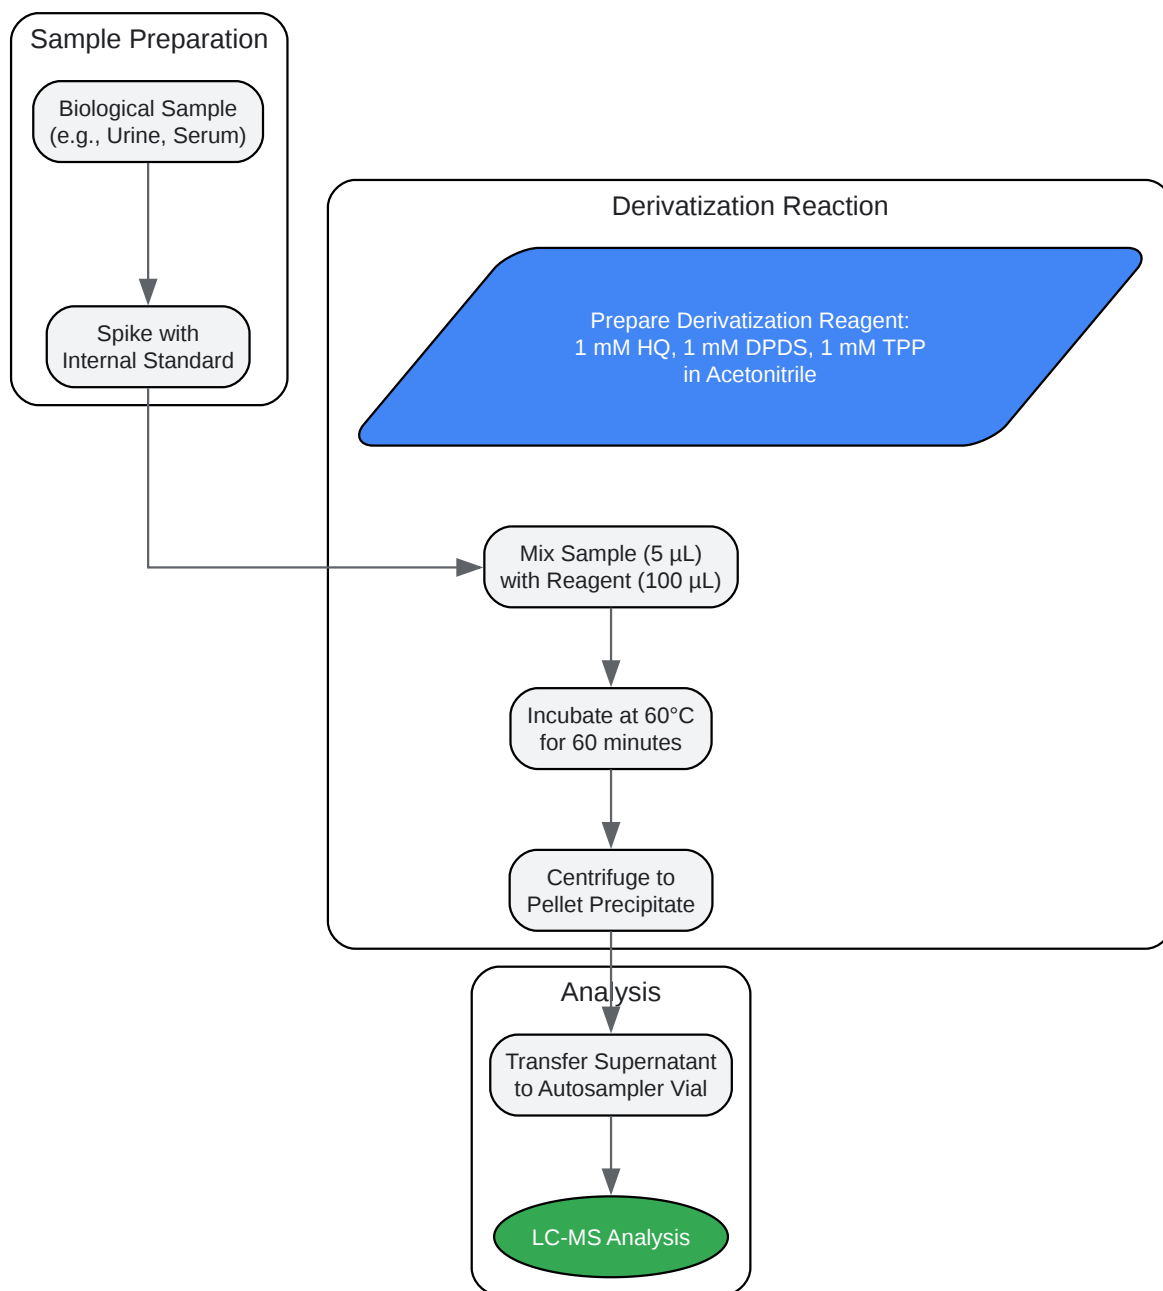 Sample Preparation
Biological Sample
(e.g., Urine, Serum)
Spike with
Internal Standard
Derivatization Reaction
Prepare Derivatization Reagent:
1 mM HQ, 1 mM DPDS, 1 mM TPP
in Acetonitrile
Mix Sample (5 µL)
with Reagent (100 µL)
Incubate at 60°C
for 60 minutes
Centrifuge to
Pellet Precipitate
Analysis
Transfer Supernatant
to Autosampler Vial
LC-MS Analysis